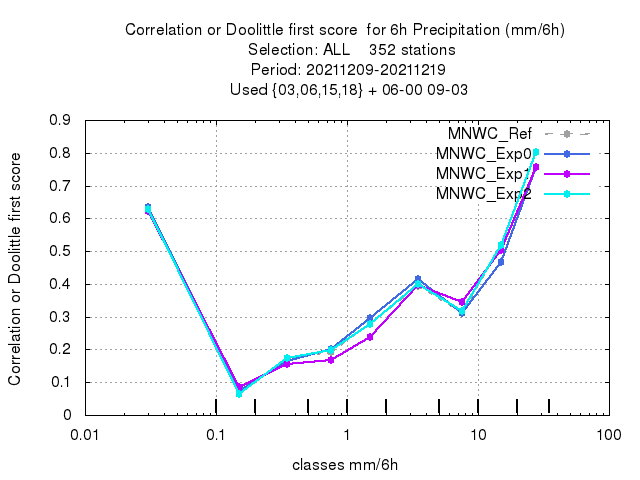 Correlation or Doolittle first score  for 6h Precipitation (mm/6h)
Selection: ALL    352 stations
Period: 20211209-20211219
Used {03,06,15,18} + 06-00 09-03
Correlation or Doolittle first score
0.9
0.8
0.7
0.6
0.5
0.4
0.3
0.2
0.1
0
MNWC_Ref
MNWC_Exp0
MNWC_Exp1
MNWC_Exp2
0.01
0.1
1
10
100
classes mm/6h